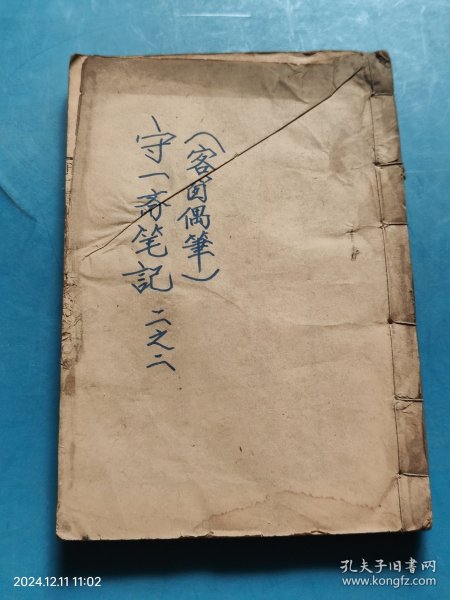 （客囱偶筆）
守一斋笔記 二之二
2024.12.11 11:02
孔夫子旧书网
www.kongfz.com